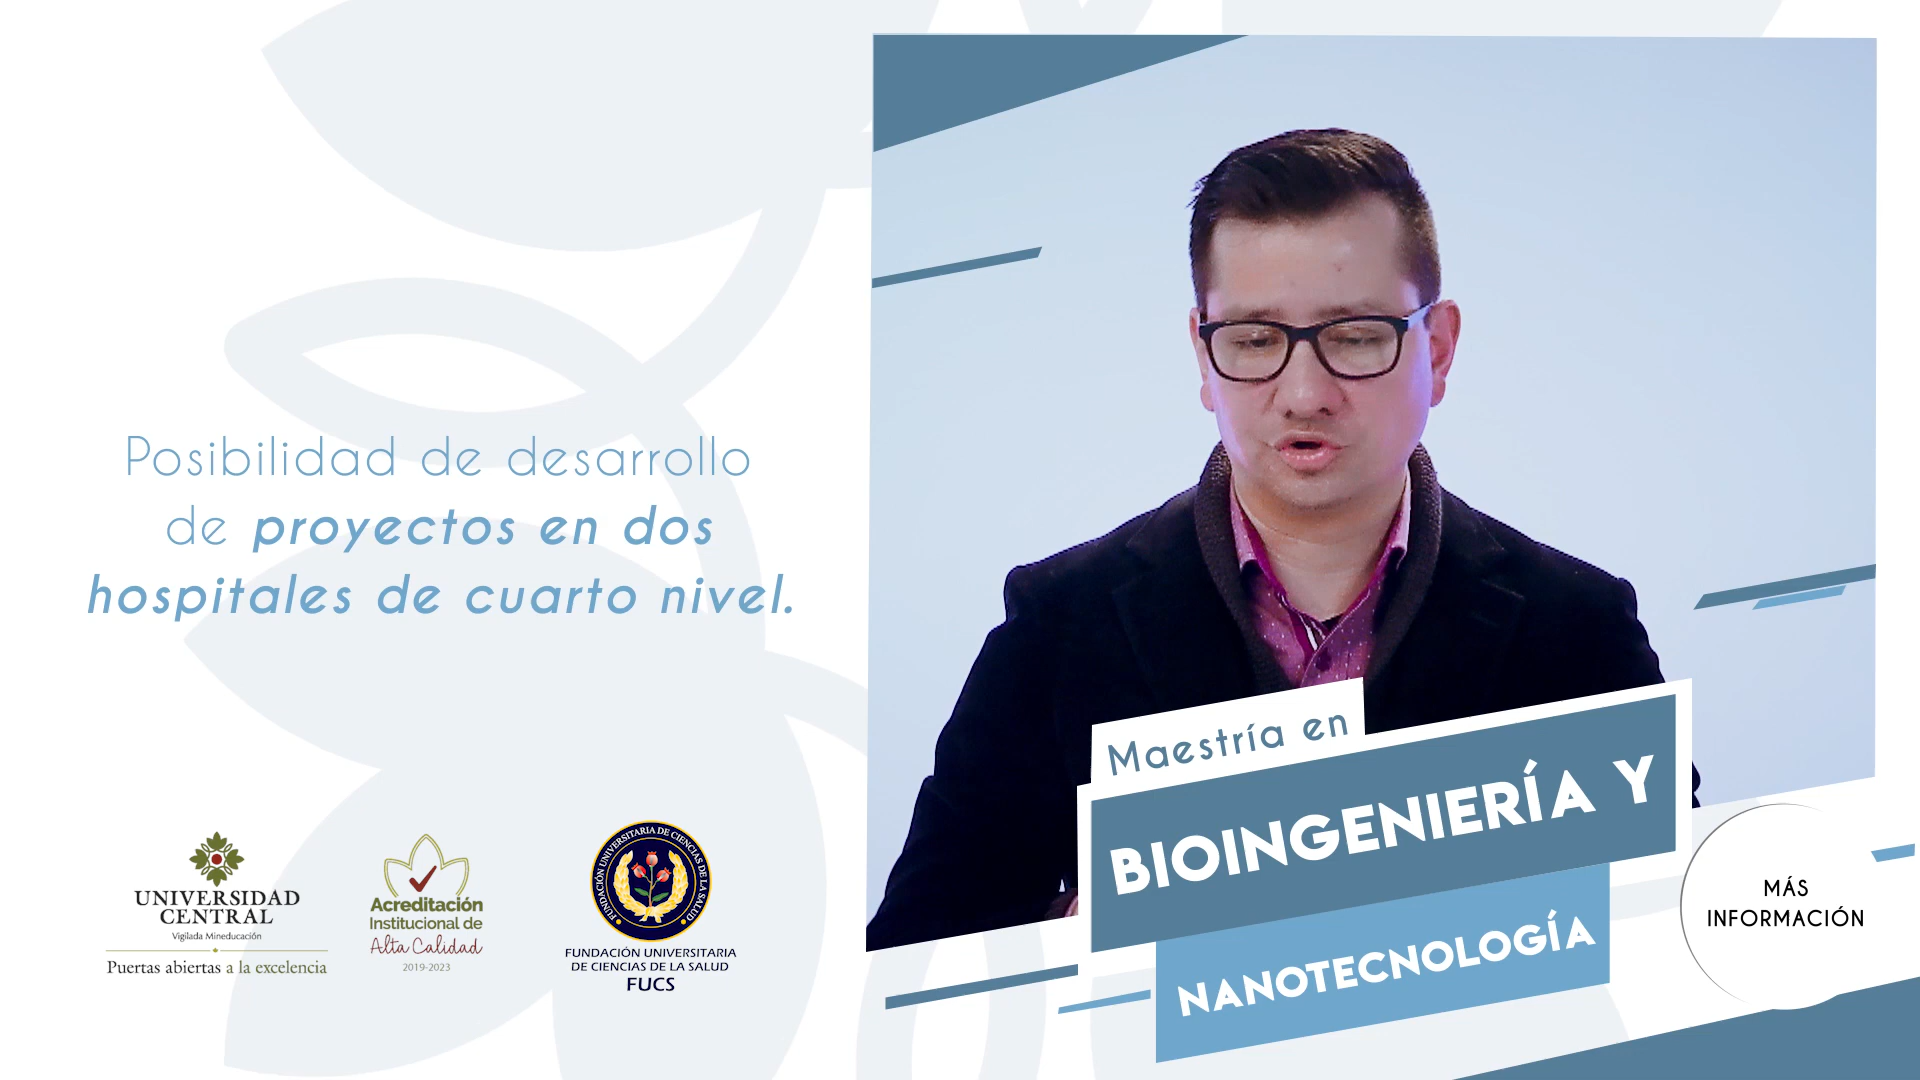 Posibilidad de desarrollo
de proyectos en dos
hospitales de cuarto nivel.
Maestría en
BIOINGENIERÍA Y
NANOTECNOLOGÍA
MÁS
INFORMACIÓN
UNIVERSIDAD
CENTRAL
Vigilada Mineducación
Puertas abiertas a la excelencia
Acreditación
Institucional de
Alta Calidad
2019-2023
FUNDACIÓN UNIVERSITARIA DE CIENCIAS DE LA SALUD
FUNDACIÓN UNIVERSITARIA
DE CIENCIAS DE LA SALUD
FUCS